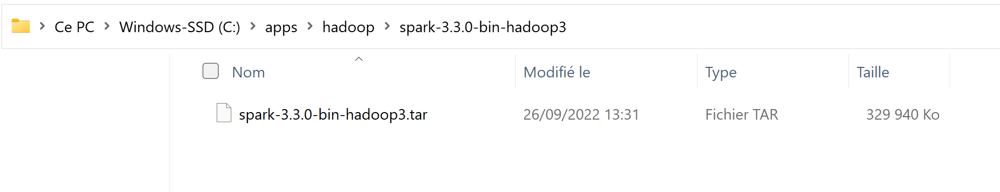 Ce PC > Windows-SSD (C:) > apps > hadoop > spark-3.3.0-bin-hadoop3
Nom Modifié le Type Taille
spark-3.3.0-bin-hadoop3.tar 26/09/2022 13:31 Fichier TAR 329 940 Ko